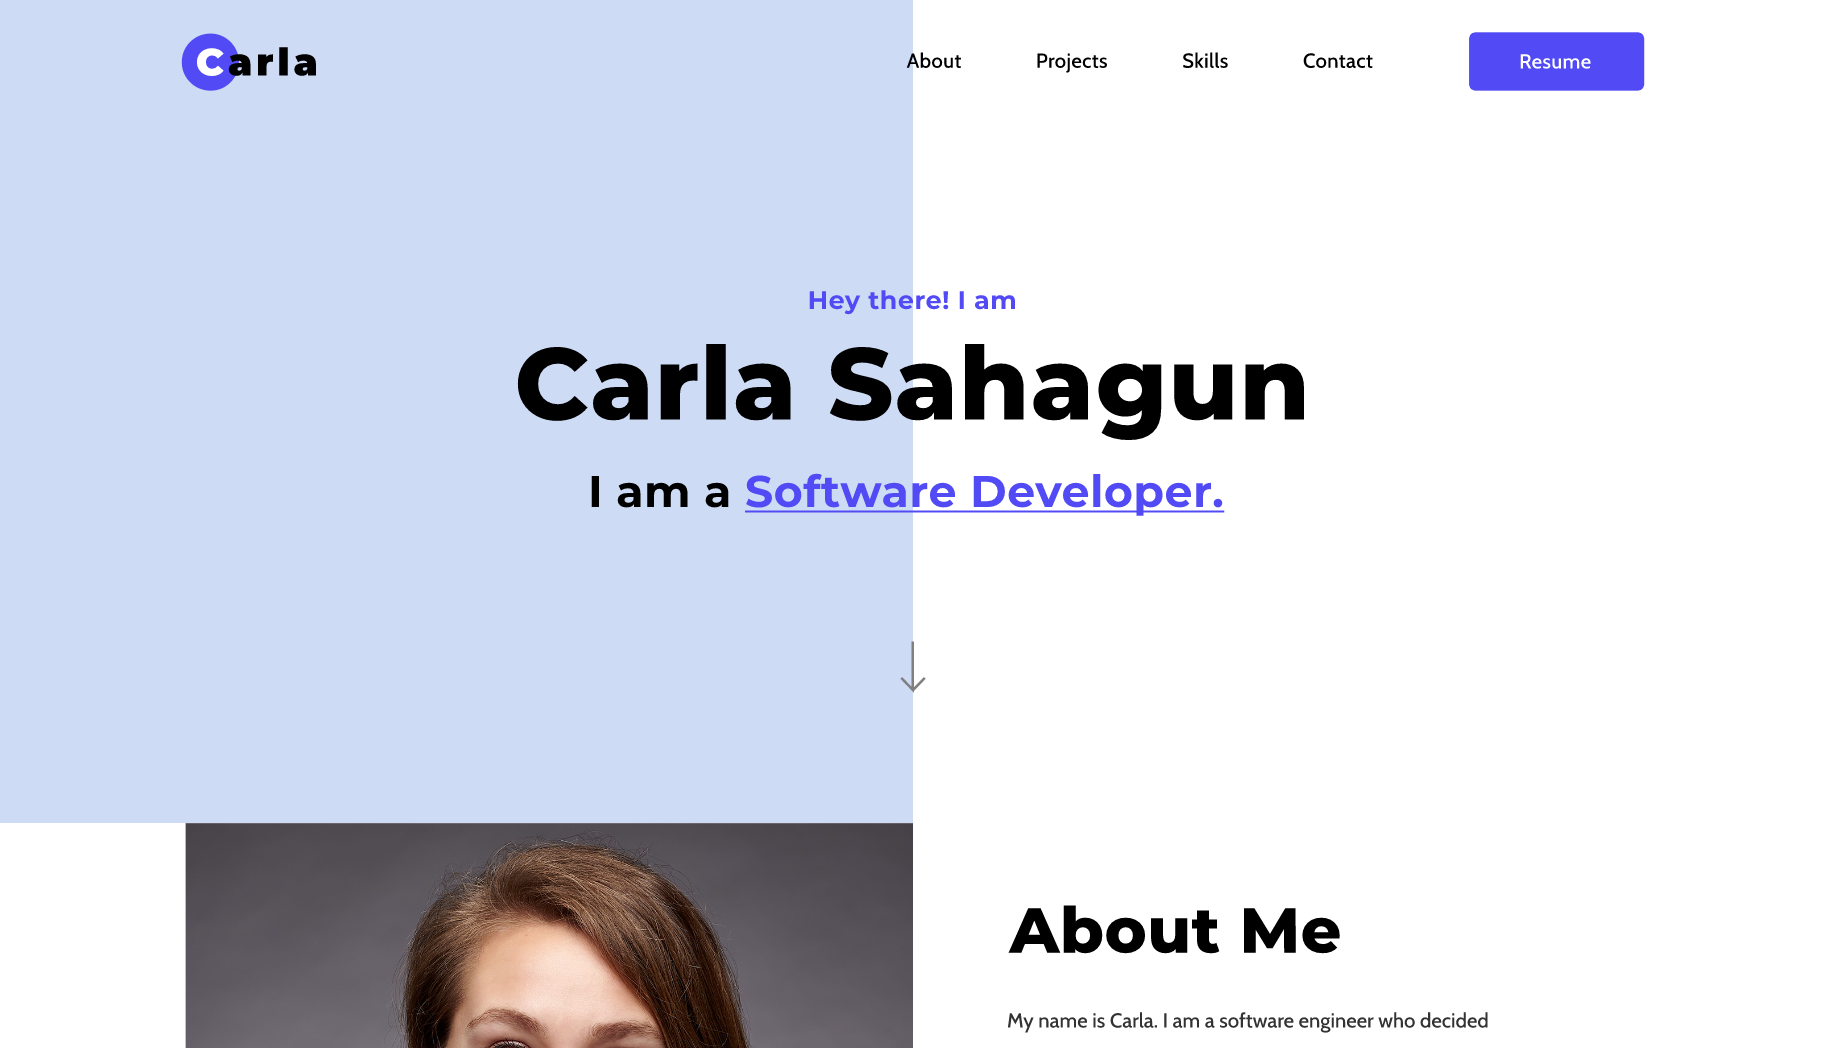 Carla
About Projects Skills Contact Resume
Hey there! I am
Carla Sahagun
I am a Software Developer.
About Me
My name is Carla. I am a software engineer who decided